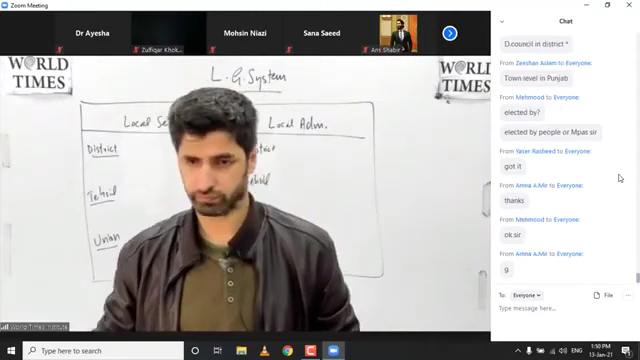 Zoom Meeting
Dr Ayesha
Zulfiqar Khok...
Mohsin Niazi
Sana Saeed
Ans Shabir
WORLD
TIMES
WORLD
TIMES
L.G.System
Local Se
Local Adm.
District
strict
Tehsil
Union
World Times Institute
Chat
D.council in district *
From Zeeshan Aslam to Everyone:
Town level in Punjab
From Mehmood to Everyone:
elected by?
elected by people or Mpas sir
From Yaser Rasheed to Everyone:
got it
From Amna A.Mir to Everyone:
thanks
From Mehmood to Everyone:
ok sir
From Amna A.Mir to Everyone:
g
To: Everyone
File
Type message here...
Type here to search
1:50 PM
13-Jan-21